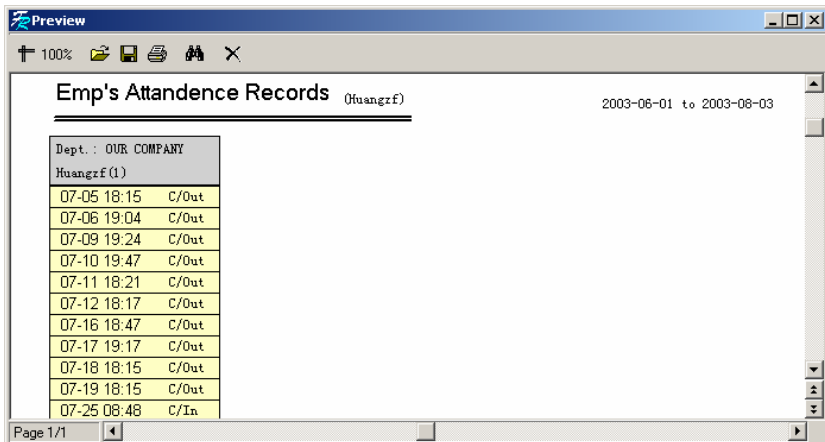 Preview
100%
Emp's Attandence Records (Huangzf)
2003-06-01 to 2003-08-03
Dept.: OUR COMPANY
Huangzf(1)
07-05 18:15 C/Out
07-06 19:04 C/Out
07-09 19:24 C/Out
07-10 19:47 C/Out
07-11 18:21 C/Out
07-12 18:17 C/Out
07-16 18:47 C/Out
07-17 19:17 C/Out
07-18 18:15 C/Out
07-19 18:15 C/Out
07-25 08:48 C/In
Page 1/1